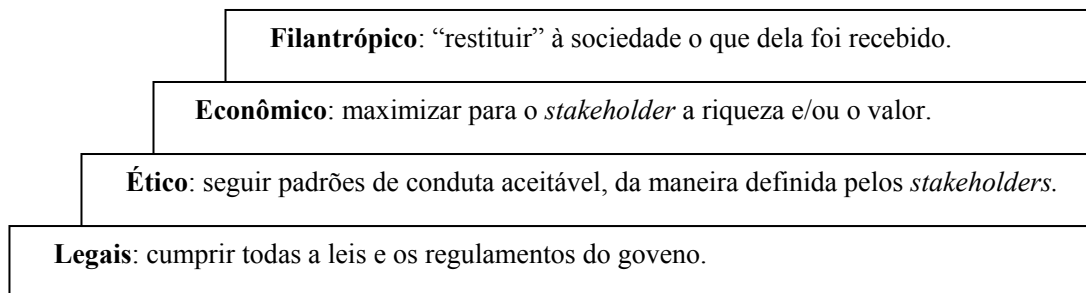 Filantrópico: “restituir” à sociedade o que dela foi recebido.
Econômico: maximizar para o stakeholder a riqueza e/ou o valor.
Ético: seguir padrões de conduta aceitável, da maneira definida pelos stakeholders.
Legais: cumprir todas a leis e os regulamentos do goveno.